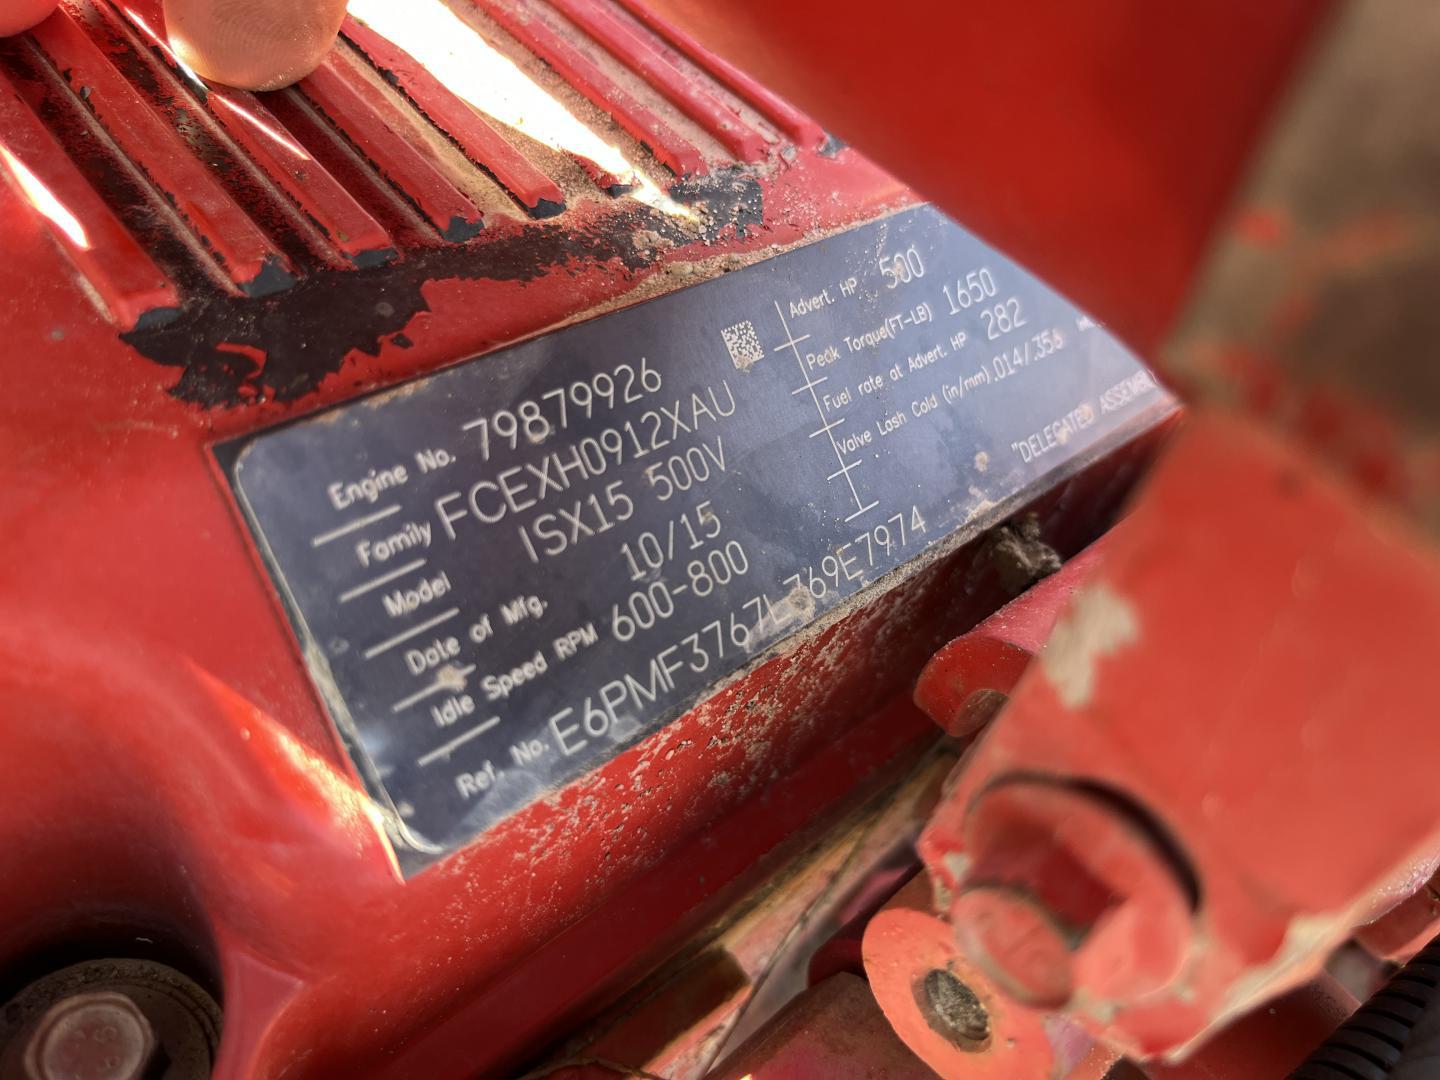 Engine No. 79879926
Family FCEXH0912XAU
Model ISX15 500V
Date of Mfg. 10/15
Idle Speed RPM 600-800
Ref. No. E6PMF3767L769E7974
Advert. HP 500
Peak Torque(FT-LB) 1650
Fuel rate at Advert. HP 282
Valve Lash Cold (in/mm) .014/.356
"DELEGATED